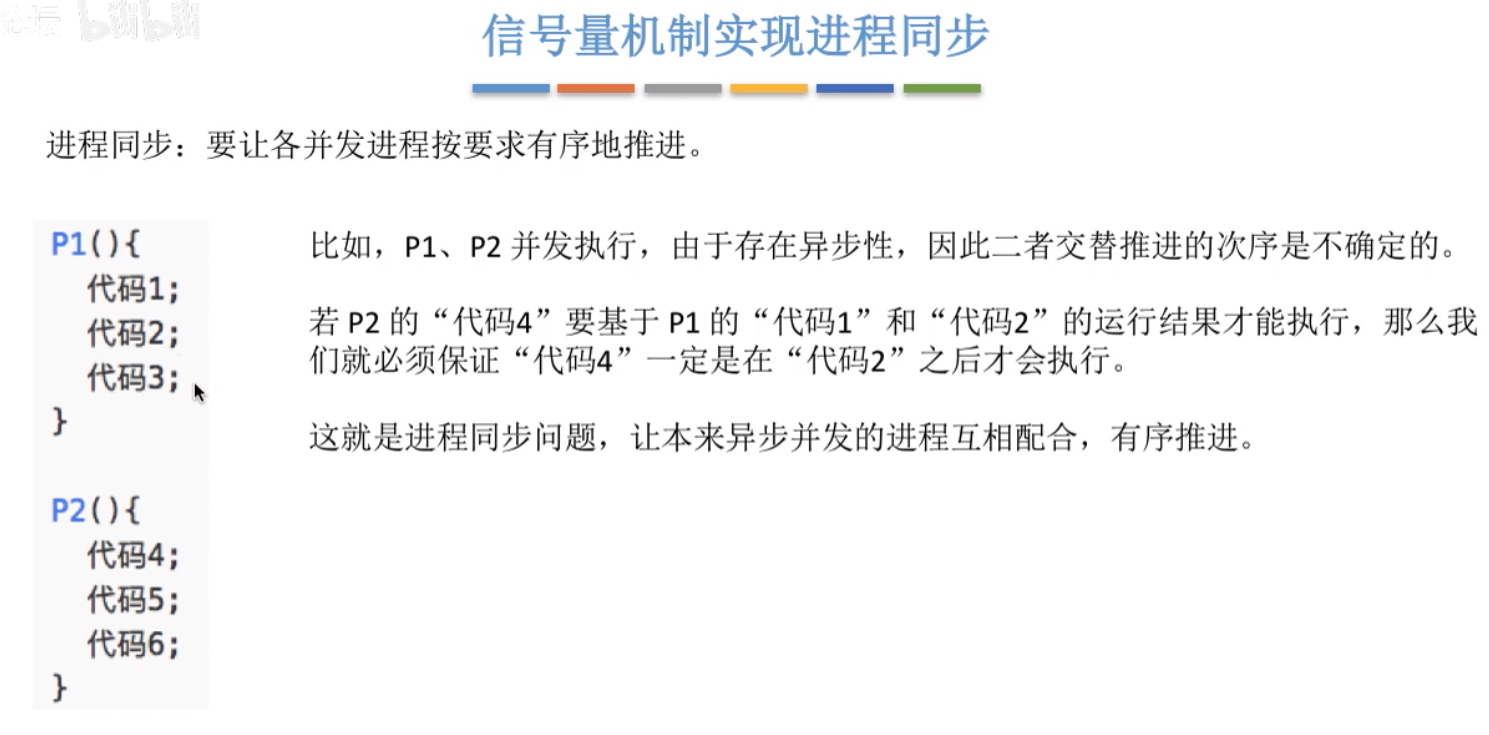 bilibili
信号量机制实现进程同步
进程同步：要让各并发进程按要求有序地推进。
P1(){
代码1;
代码2;
代码3;
}
P2(){
代码4;
代码5;
代码6;
}
比如，P1、P2 并发执行，由于存在异步性，因此二者交替推进的次序是不确定的。
若 P2 的“代码4”要基于 P1 的“代码1”和“代码2”的运行结果才能执行，那么我
们就必须保证“代码4”一定是在“代码2”之后才会执行。
这就是进程同步问题，让本来异步并发的进程互相配合，有序推进。